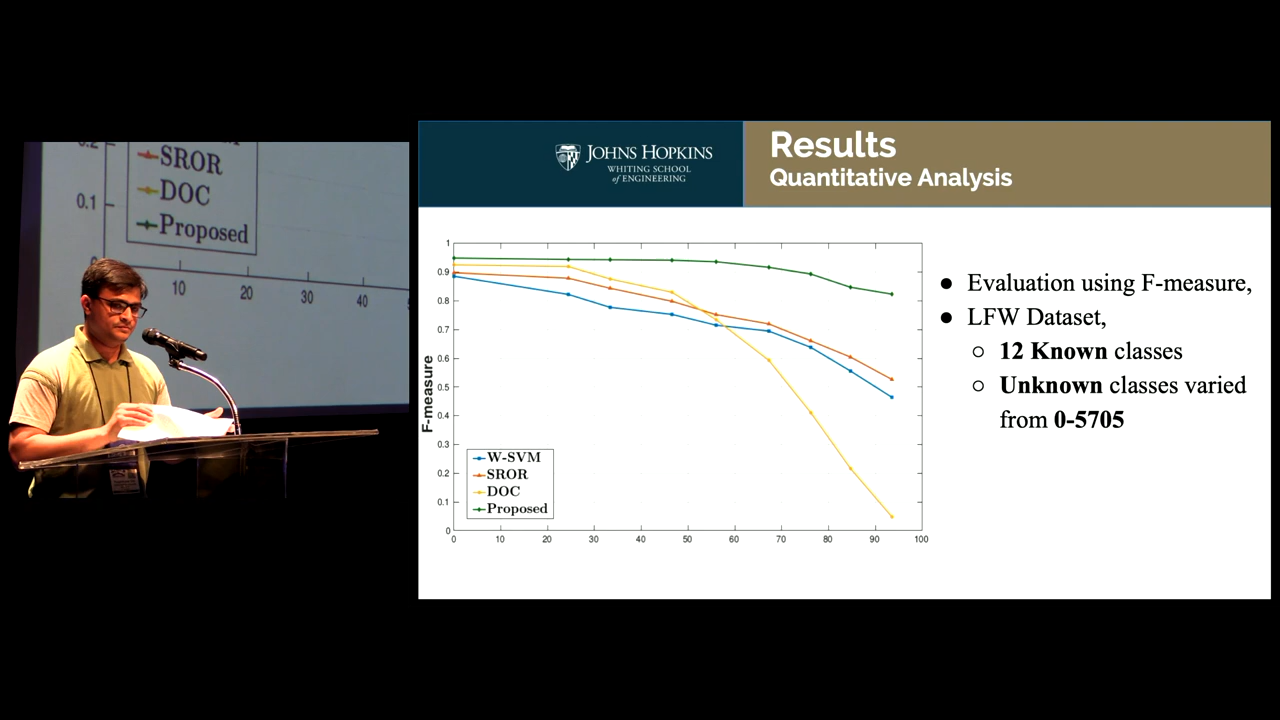 0.2
SROR
DOC
0.1
Proposed
10
20
30
40
JOHNS HOPKINS
WHITING SCHOOL
of ENGINEERING
Results
Quantitative Analysis
1
0.9
0.8
0.7
0.6
0.5
0.4
0.3
0.2
0.1
0
F-measure
W-SVM
SROR
DOC
Proposed
0 10 20 30 40 50 60 70 80 90 100
● Evaluation using F-measure,
● LFW Dataset,
○ 12 Known classes
○ Unknown classes varied
from 0-5705